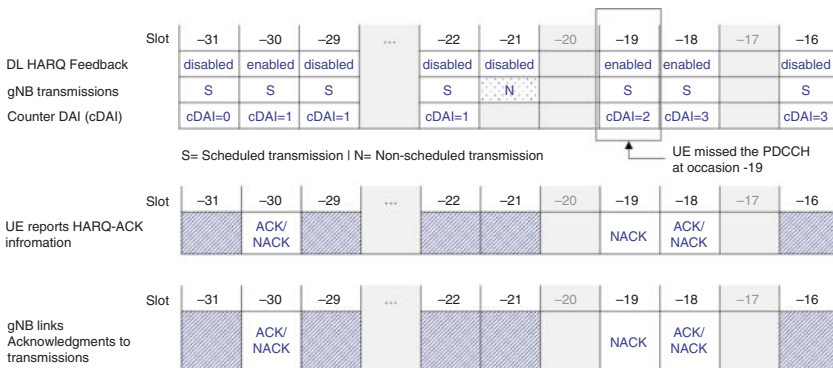 Slot –31 –30 –29 ... –22 –21 –20 –19 –18 –17 –16
DL HARQ Feedback disabled enabled disabled disabled disabled enabled enabled disabled
gNB transmissions S S S S N S S S
Counter DAI (cDAI) cDAI=0 cDAI=1 cDAI=1 cDAI=1 cDAI=2 cDAI=3 cDAI=3
S= Scheduled transmission | N= Non-scheduled transmission
UE missed the PDCCH
at occasion -19
Slot –31 –30 –29 ... –22 –21 –20 –19 –18 –17 –16
UE reports HARQ-ACK
infromation
ACK/
NACK
NACK
ACK/
NACK
Slot –31 –30 –29 ... –22 –21 –20 –19 –18 –17 –16
gNB links
Acknowledgments to
transmissions
ACK/
NACK
NACK
ACK/
NACK